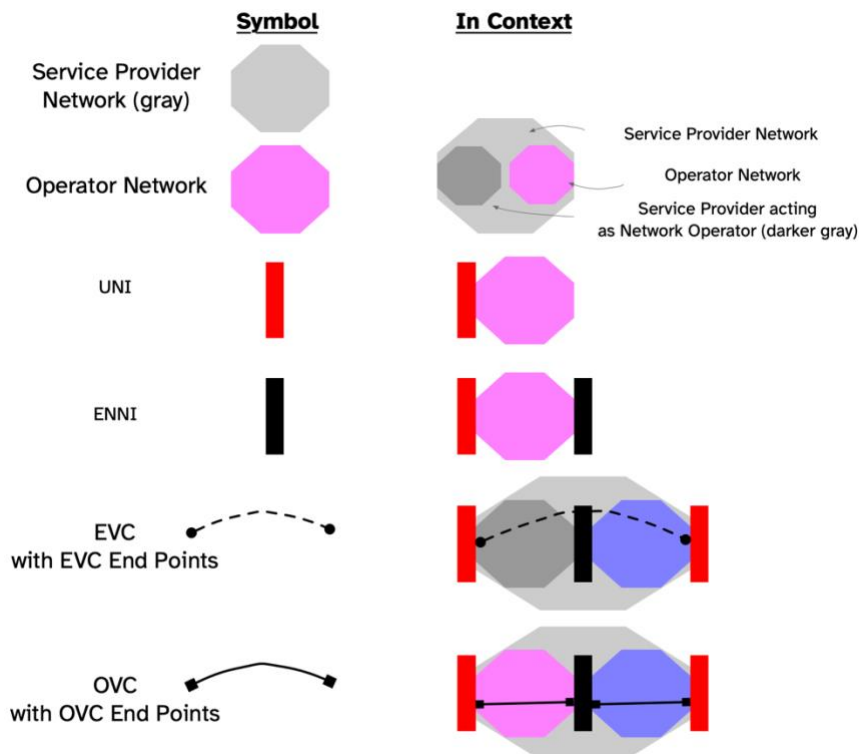 Symbol
In Context
Service Provider
Network (gray)
Service Provider Network
Operator Network
Operator Network
Service Provider acting
as Network Operator (darker gray)
UNI
ENNI
EVC
with EVC End Points
OVC
with OVC End Points